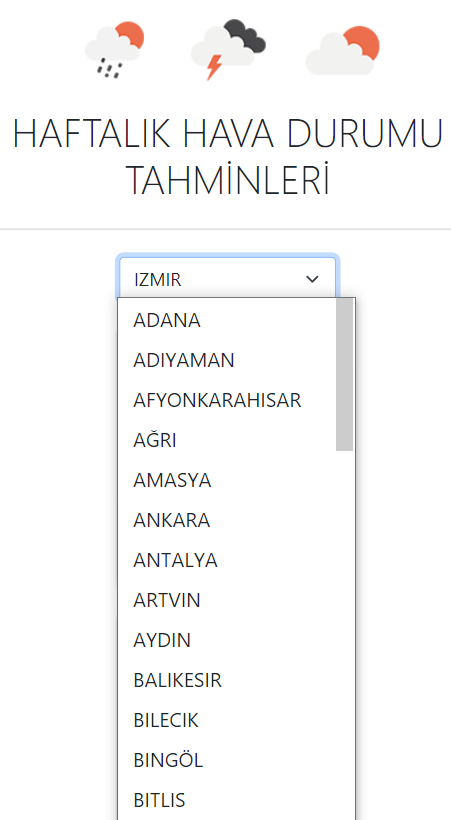 HAFTALIK HAVA DURUMU
TAHMİNLERİ
IZMIR
ADANA
ADIYAMAN
AFYONKARAHISAR
AĞRI
AMASYA
ANKARA
ANTALYA
ARTVIN
AYDIN
BALIKESIR
BILECIK
BINGÖL
BITLIS